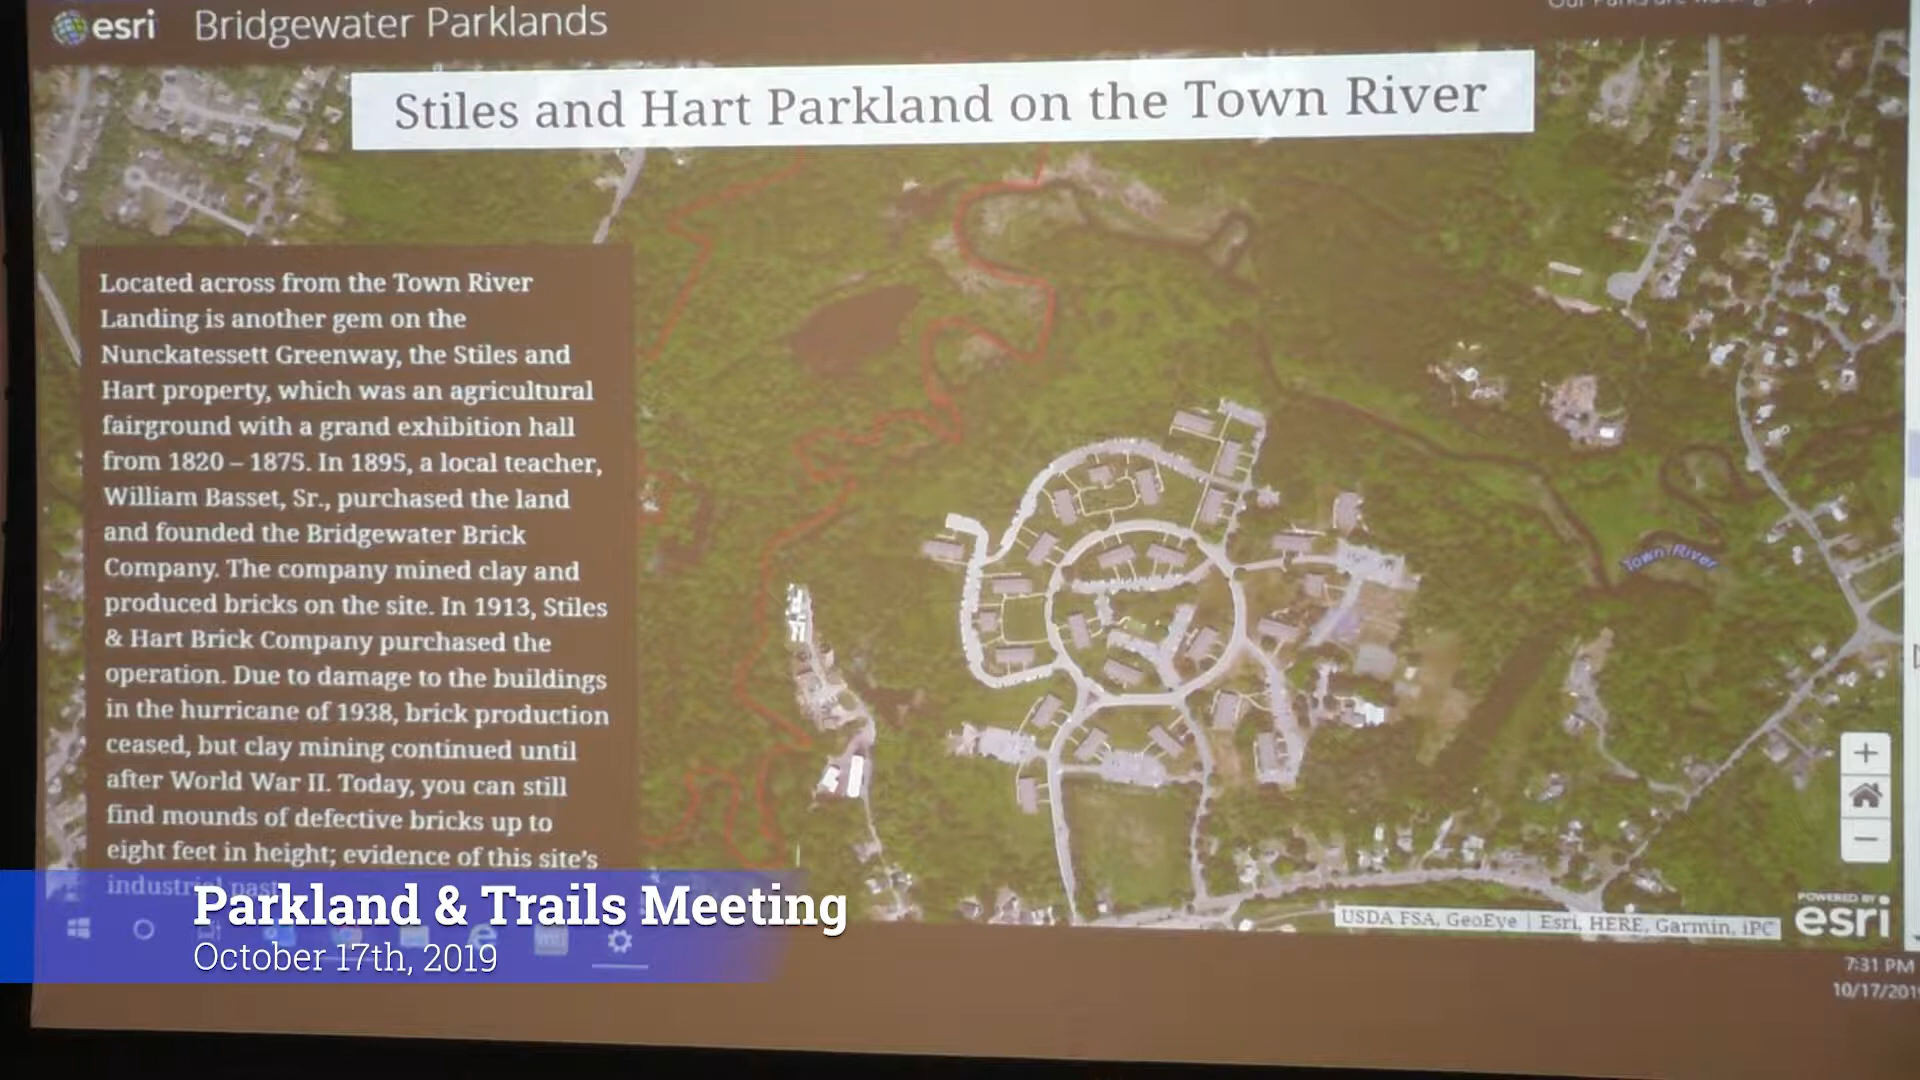 esri Bridgewater Parklands
Stiles and Hart Parkland on the Town River
Located across from the Town River
Landing is another gem on the
Nunckatessett Greenway, the Stiles and
Hart property, which was an agricultural
fairground with a grand exhibition hall
from 1820 – 1875. In 1895, a local teacher,
William Basset, Sr., purchased the land
and founded the Bridgewater Brick
Company. The company mined clay and
produced bricks on the site. In 1913, Stiles
& Hart Brick Company purchased the
operation. Due to damage to the buildings
in the hurricane of 1938, brick production
ceased, but clay mining continued until
after World War II. Today, you can still
find mounds of defective bricks up to
eight feet in height; evidence of this site's
industrial past
Town River
+
−
USDA FSA, GeoEye | Esri, HERE, Garmin, iPC
POWERED BY
esri
Parkland & Trails Meeting
October 17th, 2019
7:31 PM
10/17/201